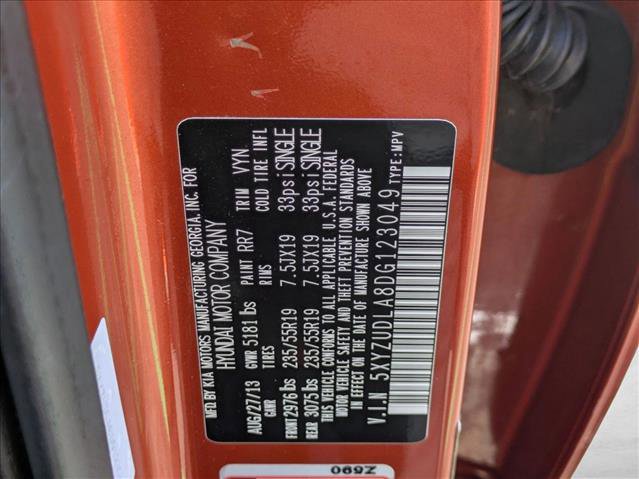 MFD BY KIA MOTORS MANUFACTURING GEORGIA, INC. FOR
HYUNDAI MOTOR COMPANY
AUG/27/13 GVWR 5181 lbs PAINT RR7 TRIM VYN
GAWR TIRES RIMS COLD TIRE INFL
FRONT 2976 lbs 235/55R19 7.5JX19 33psi SINGLE
REAR 3075 lbs 235/55R19 7.5JX19 33psi SINGLE
THIS VEHICLE CONFORMS TO ALL APPLICABLE U.S.A. FEDERAL
MOTOR VEHICLE SAFETY AND THEFT PREVENTION STANDARDS
IN EFFECT ON THE DATE OF MANUFACTURE SHOWN ABOVE
V.I.N 5XYZUDLA8DG123049 TYPE:MPV
Z590